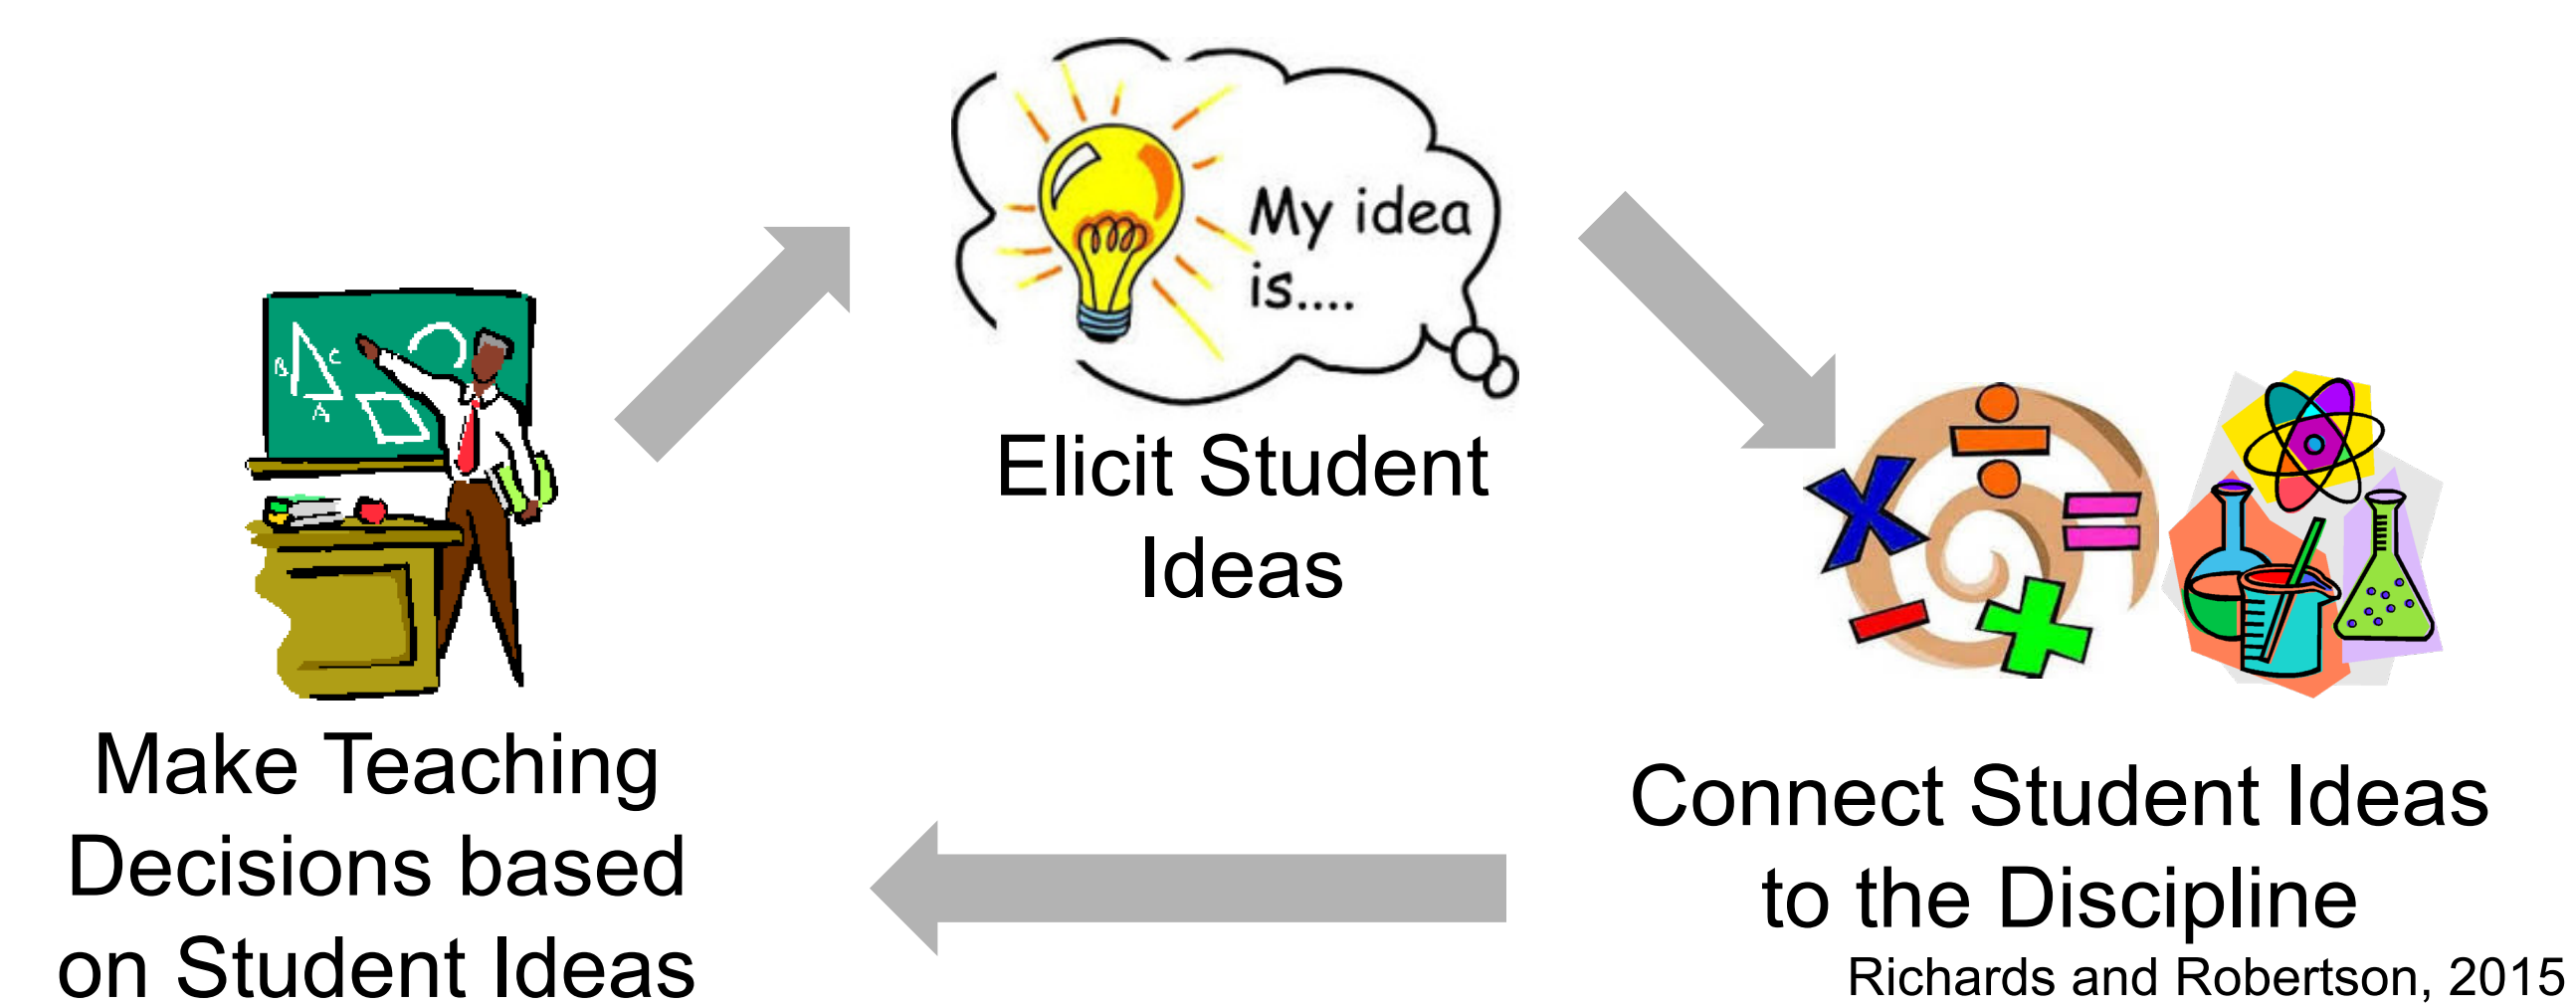 My idea
is....
B
C
A
Elicit Student
Ideas
Make Teaching
Decisions based
on Student Ideas
Connect Student Ideas
to the Discipline
Richards and Robertson, 2015